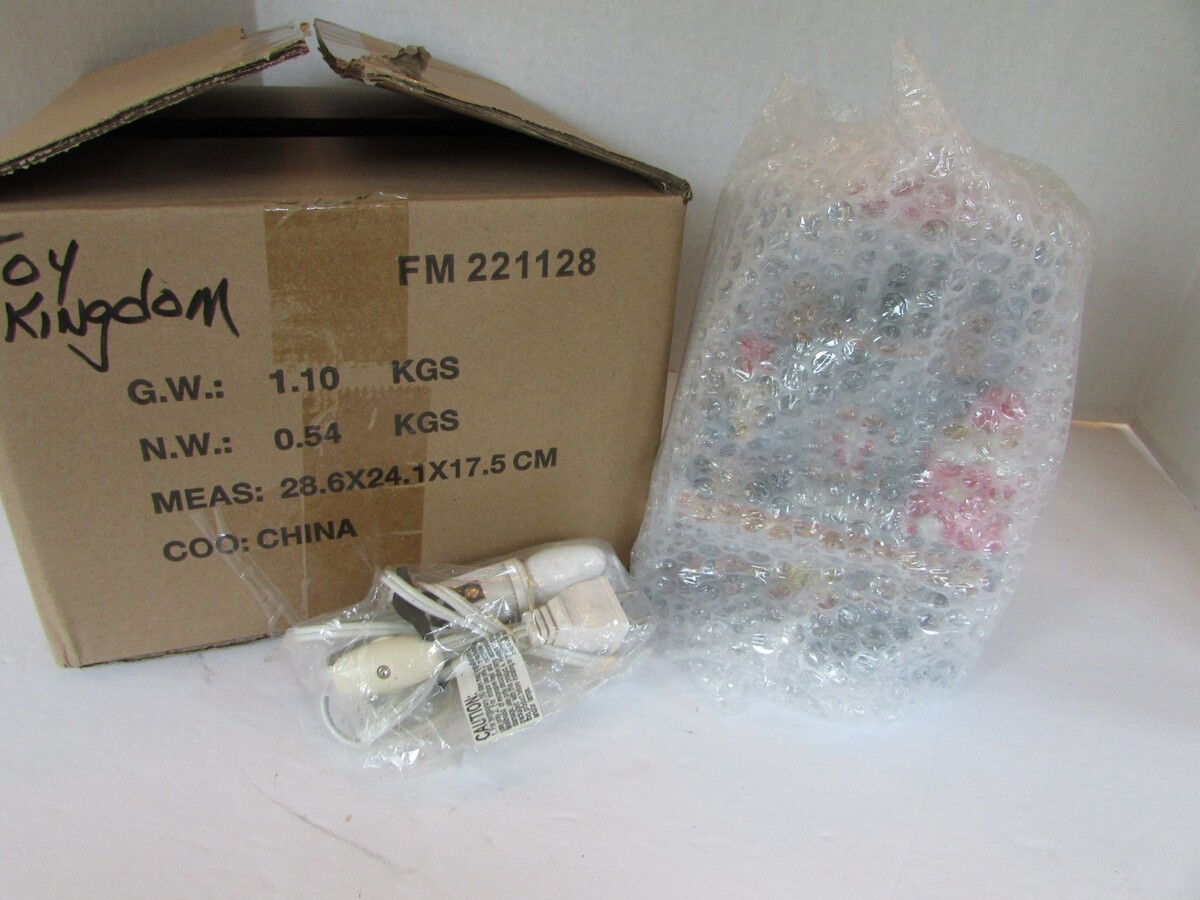 Toy
Kingdom
FM 221128
G.W.: 1.10 KGS
N.W.: 0.54 KGS
MEAS: 28.6X24.1X17.5 CM
COO: CHINA
CAUTION: